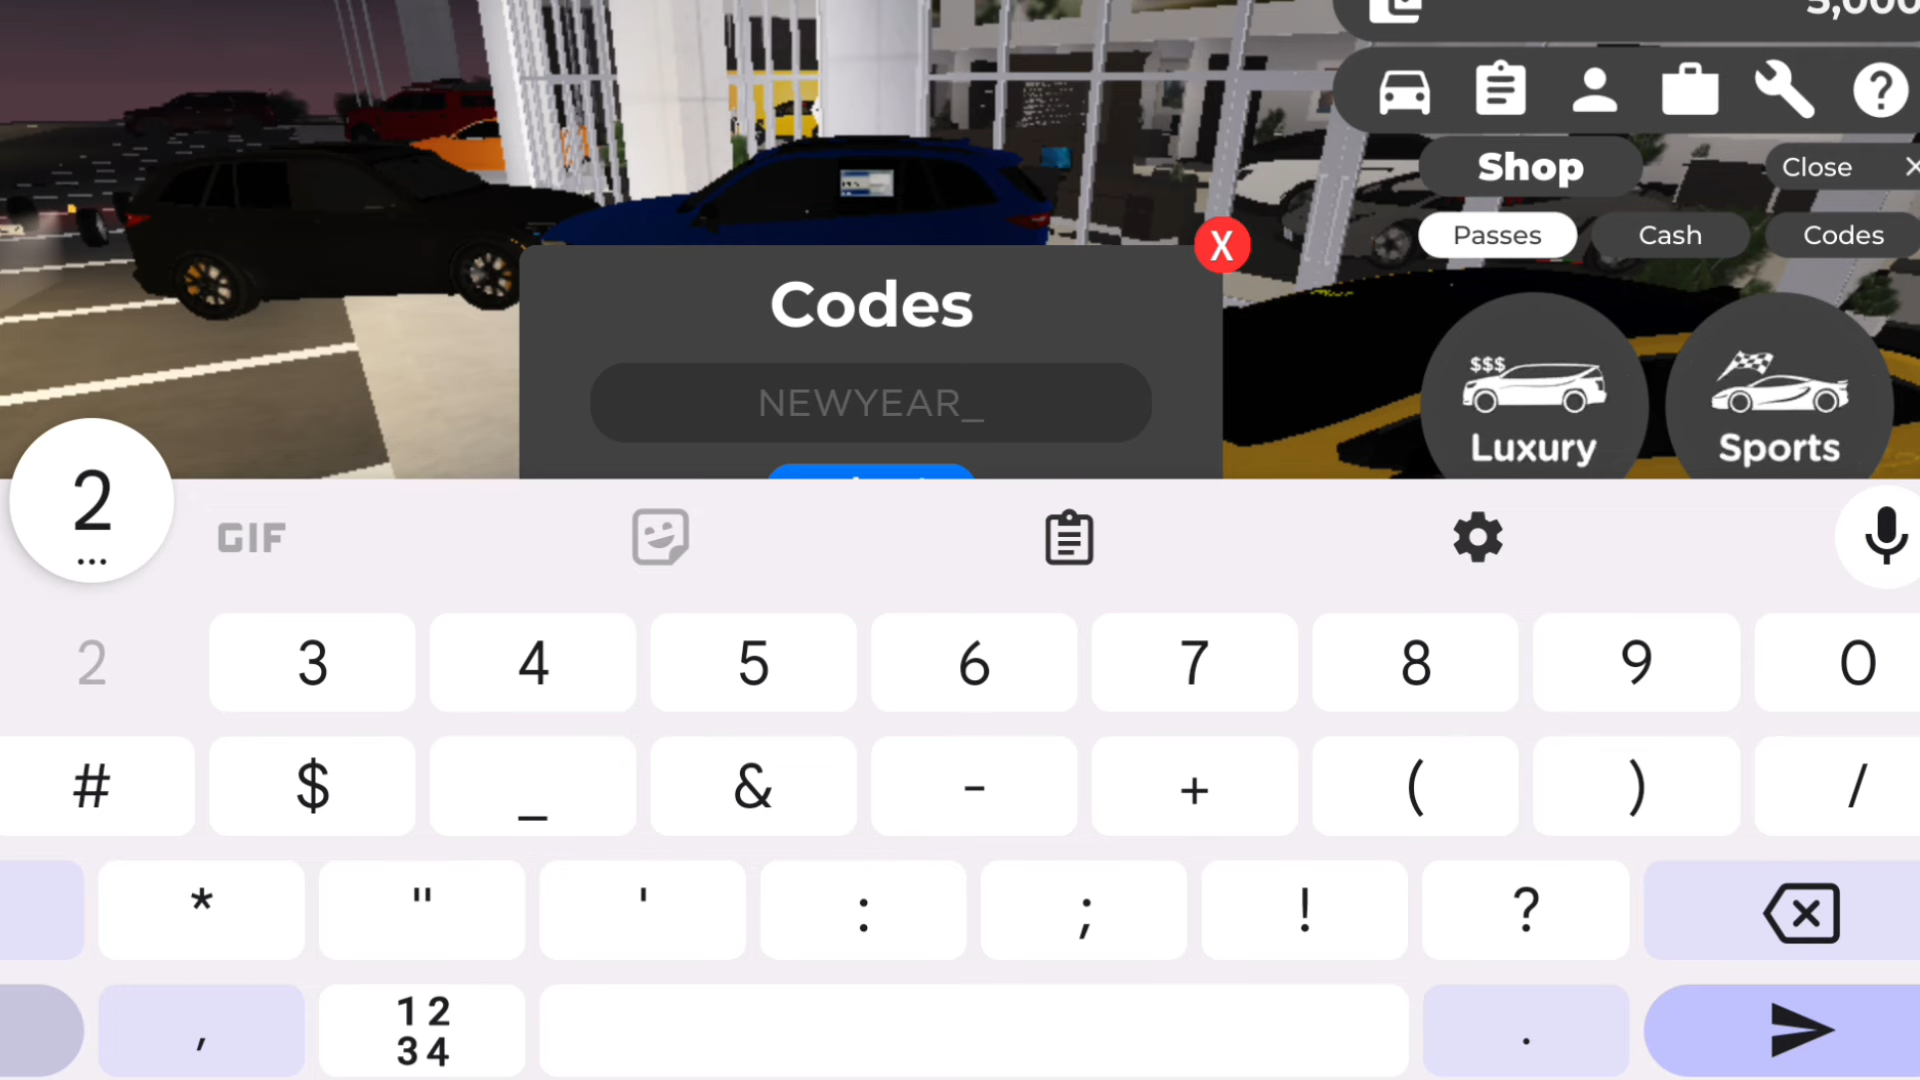 5,000
Shop
Close X
Passes Cash Codes
X
Codes
NEWYEAR_
$$$
Luxury
Sports
2
...
GIF
2 3 4 5 6 7 8 9 0
# $ _ & - + ( ) /
* " ' : ; ! ?
, 1 2 3 4 .